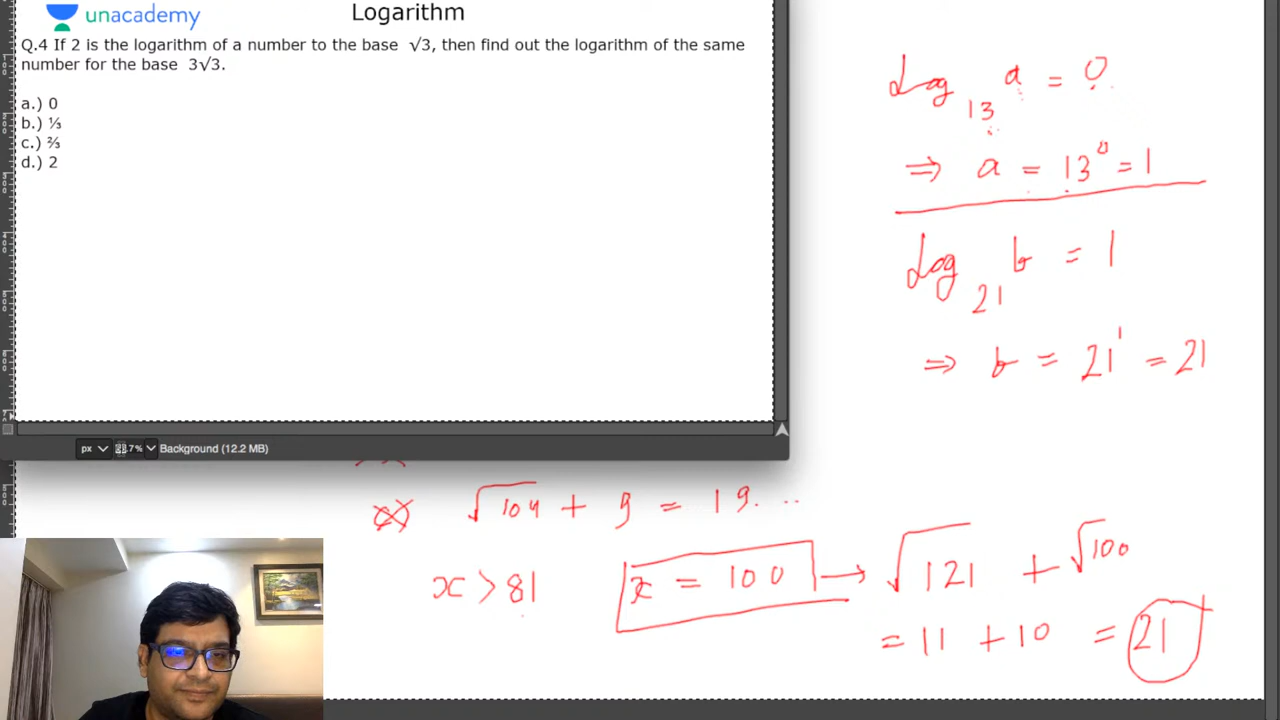 unacademy
Logarithm
Q.4 If 2 is the logarithm of a number to the base √3, then find out the logarithm of the same
number for the base 3√3.
a.) 0
b.) ⅓
c.) ⅔
d.) 2
px
Background (12.2 MB)
Log₁₃ a = 0
⇒ a = 13⁰ = 1
Log₂₁ b = 1
⇒ b = 21¹ = 21
+ 9 = 19. ..
x > 81
x = 100 → √121 + √100
= 11 + 10 = 21